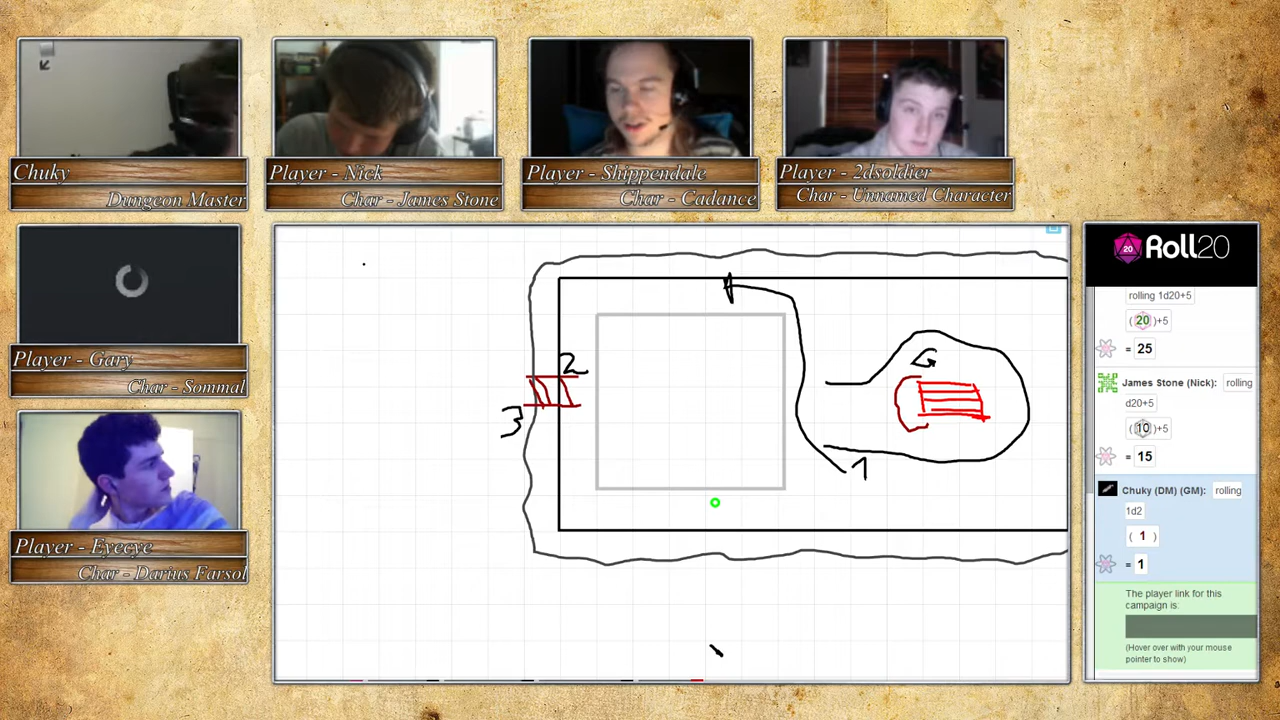 Chuky
Dungeon Master
Player - Nick
Char - James Stone
Player - Shippendale
Char - Cadance
Player - 2dsoldier
Char - Unnamed Character
Player - Gary
Char - Sommal
Player - Eyecye
Char - Darius Farsol
2
3
G
1
20
Roll20
rolling 1d20+5
(20)+5
= 25
James Stone (Nick): rolling
d20+5
(10)+5
= 15
Chuky (DM) (GM): rolling
1d2
(1)
= 1
The player link for this
campaign is:
(Hover over with your mouse
pointer to show)